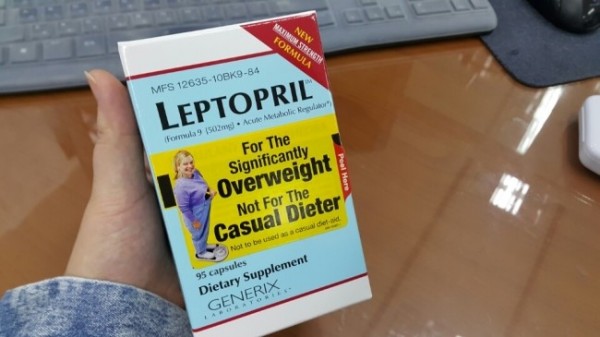 NEW
MAXIMUM STRENGTH
FORMULA
MFS 12635-10BK9-84
LEPTOPRIL™
(Formula 9 [502mg] • Acute Metabolic Regulator™)
For The
Significantly
Overweight
Not For The
Casual Dieter
Not to be used as a casual diet aid.
Peel Here
95 capsules
Dietary Supplement
GENERIX
LABORATORIES